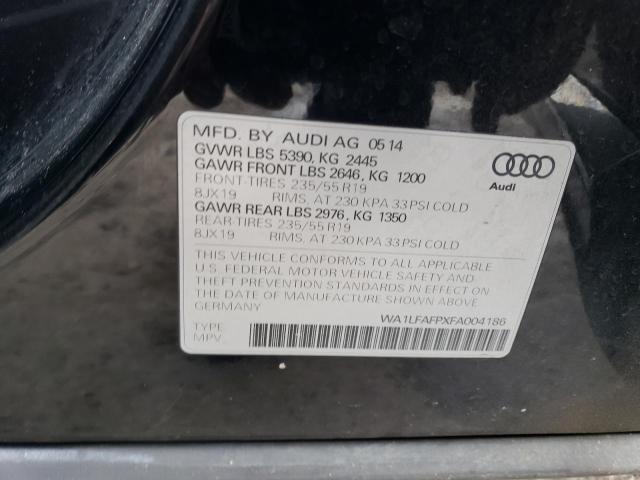 MFD. BY AUDI AG 05 14
GVWR LBS 5390, KG 2445
GAWR FRONT LBS 2646, KG 1200
FRONT-TIRES 235/55 R19
8JX19 RIMS, AT 230 KPA 33 PSI COLD
GAWR REAR LBS 2976, KG 1350
REAR-TIRES 235/55 R19
8JX19 RIMS, AT 230 KPA 33 PSI COLD
Audi
THIS VEHICLE CONFORMS TO ALL APPLICABLE
U.S. FEDERAL MOTOR VEHICLE SAFETY AND
THEFT PREVENTION STANDARDS IN EFFECT ON
THE DATE OF MANUFACTURE SHOWN ABOVE
GERMANY
WA1LFAFPXFA004186
TYPE:
MPV